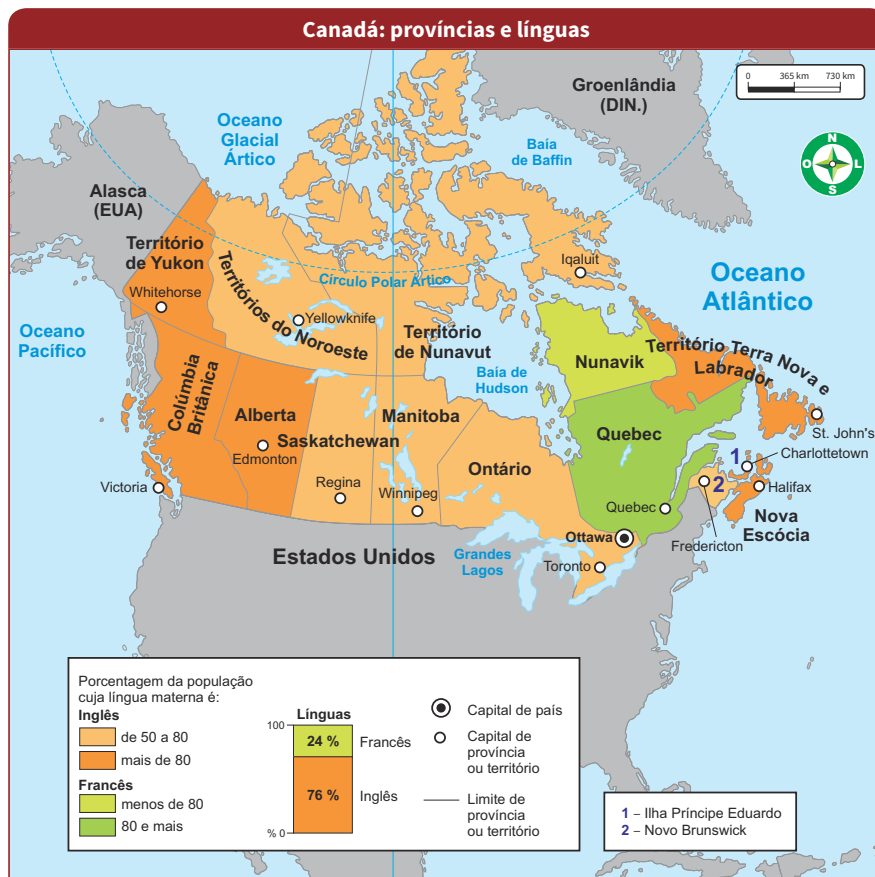 Canadá: províncias e línguas
0 365 km 730 km
Groenlândia
(DIN.)
Oceano
Glacial
Ártico
Baía
de Baffin
N
O
L
S
Alasca
(EUA)
Território
de Yukon
Whitehorse
Iqaluit
Oceano
Atlântico
Círculo Polar Ártico
Territórios do Noroeste
Yellowknife
Oceano
Pacífico
Território
de Nunavut
Nunavik
Território Terra Nova e
Labrador
Baía de
Hudson
Colúmbia
Britânica
Alberta
Edmonton
Manitoba
Saskatchewan
Quebec
St. John's
1
Charlottetown
Ontário
Victoria
Regina
Winnipeg
Quebec
2
Halifax
Nova
Escócia
Ottawa
Fredericton
Estados Unidos
Grandes
Lagos
Toronto
Porcentagem da população
cuja língua materna é:
Inglês
de 50 a 80
mais de 80
Francês
menos de 80
80 e mais
Línguas
100
24 %
Francês
76 %
Inglês
% 0
Capital de país
Capital de
província
ou território
Limite de
província
ou território
1 – Ilha Príncipe Eduardo
2 – Novo Brunswick